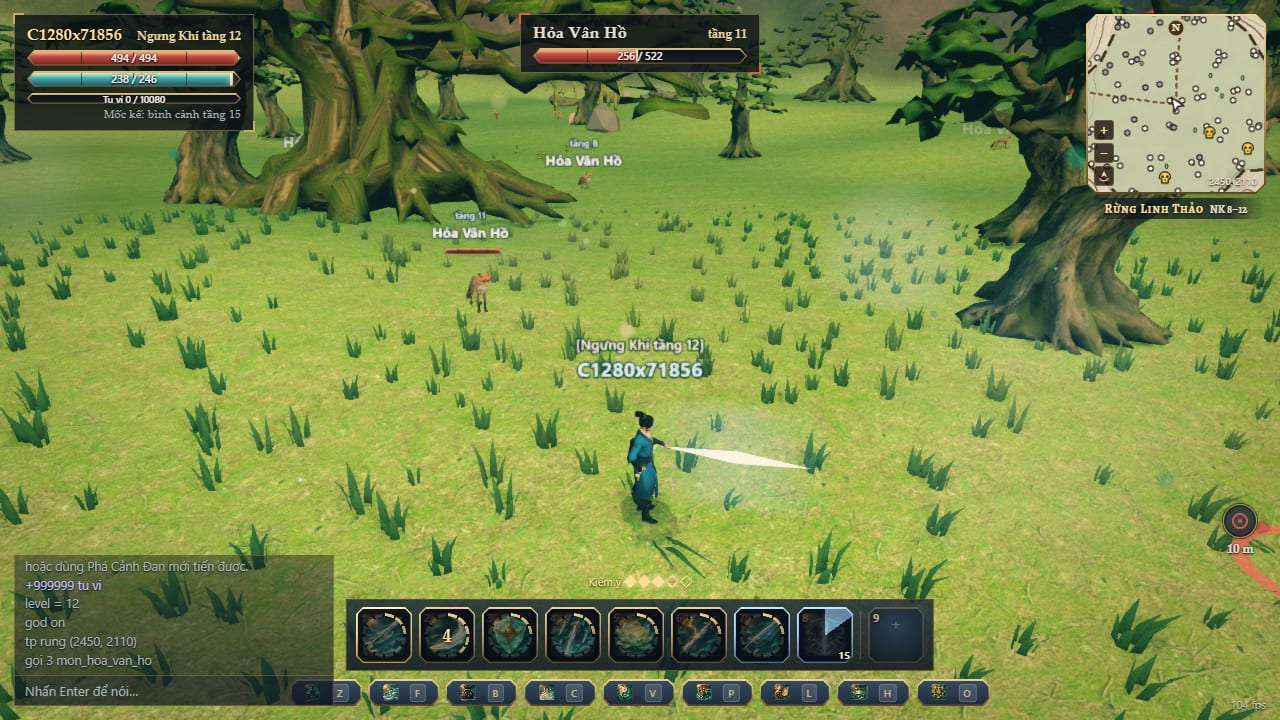 C1280x71856 Ngưng Khí tầng 12
494 / 494
238 / 246
Tu vi 0 / 10080
Mốc kế: bình cảnh tầng 15
Hỏa Vân Hồ tầng 11
256 / 522
N
+
−
2450, 2110
Rừng Linh Thảo NK 8–12
tầng 8
Hỏa Vân Hồ
Hỏa V
tầng 11
Hỏa Vân Hồ
[Ngưng Khí tầng 12]
C1280x71856
10 m
hoặc dùng Phá Cảnh Đan mới tiến được.
+999999 tu vi
level = 12
god on
tp rung (2450, 2110)
gọi 3 mon_hoa_van_ho
Nhấn Enter để nói...
Kiếm ý
4
8
15
9
+
Z F B C V P L H O
104 fps